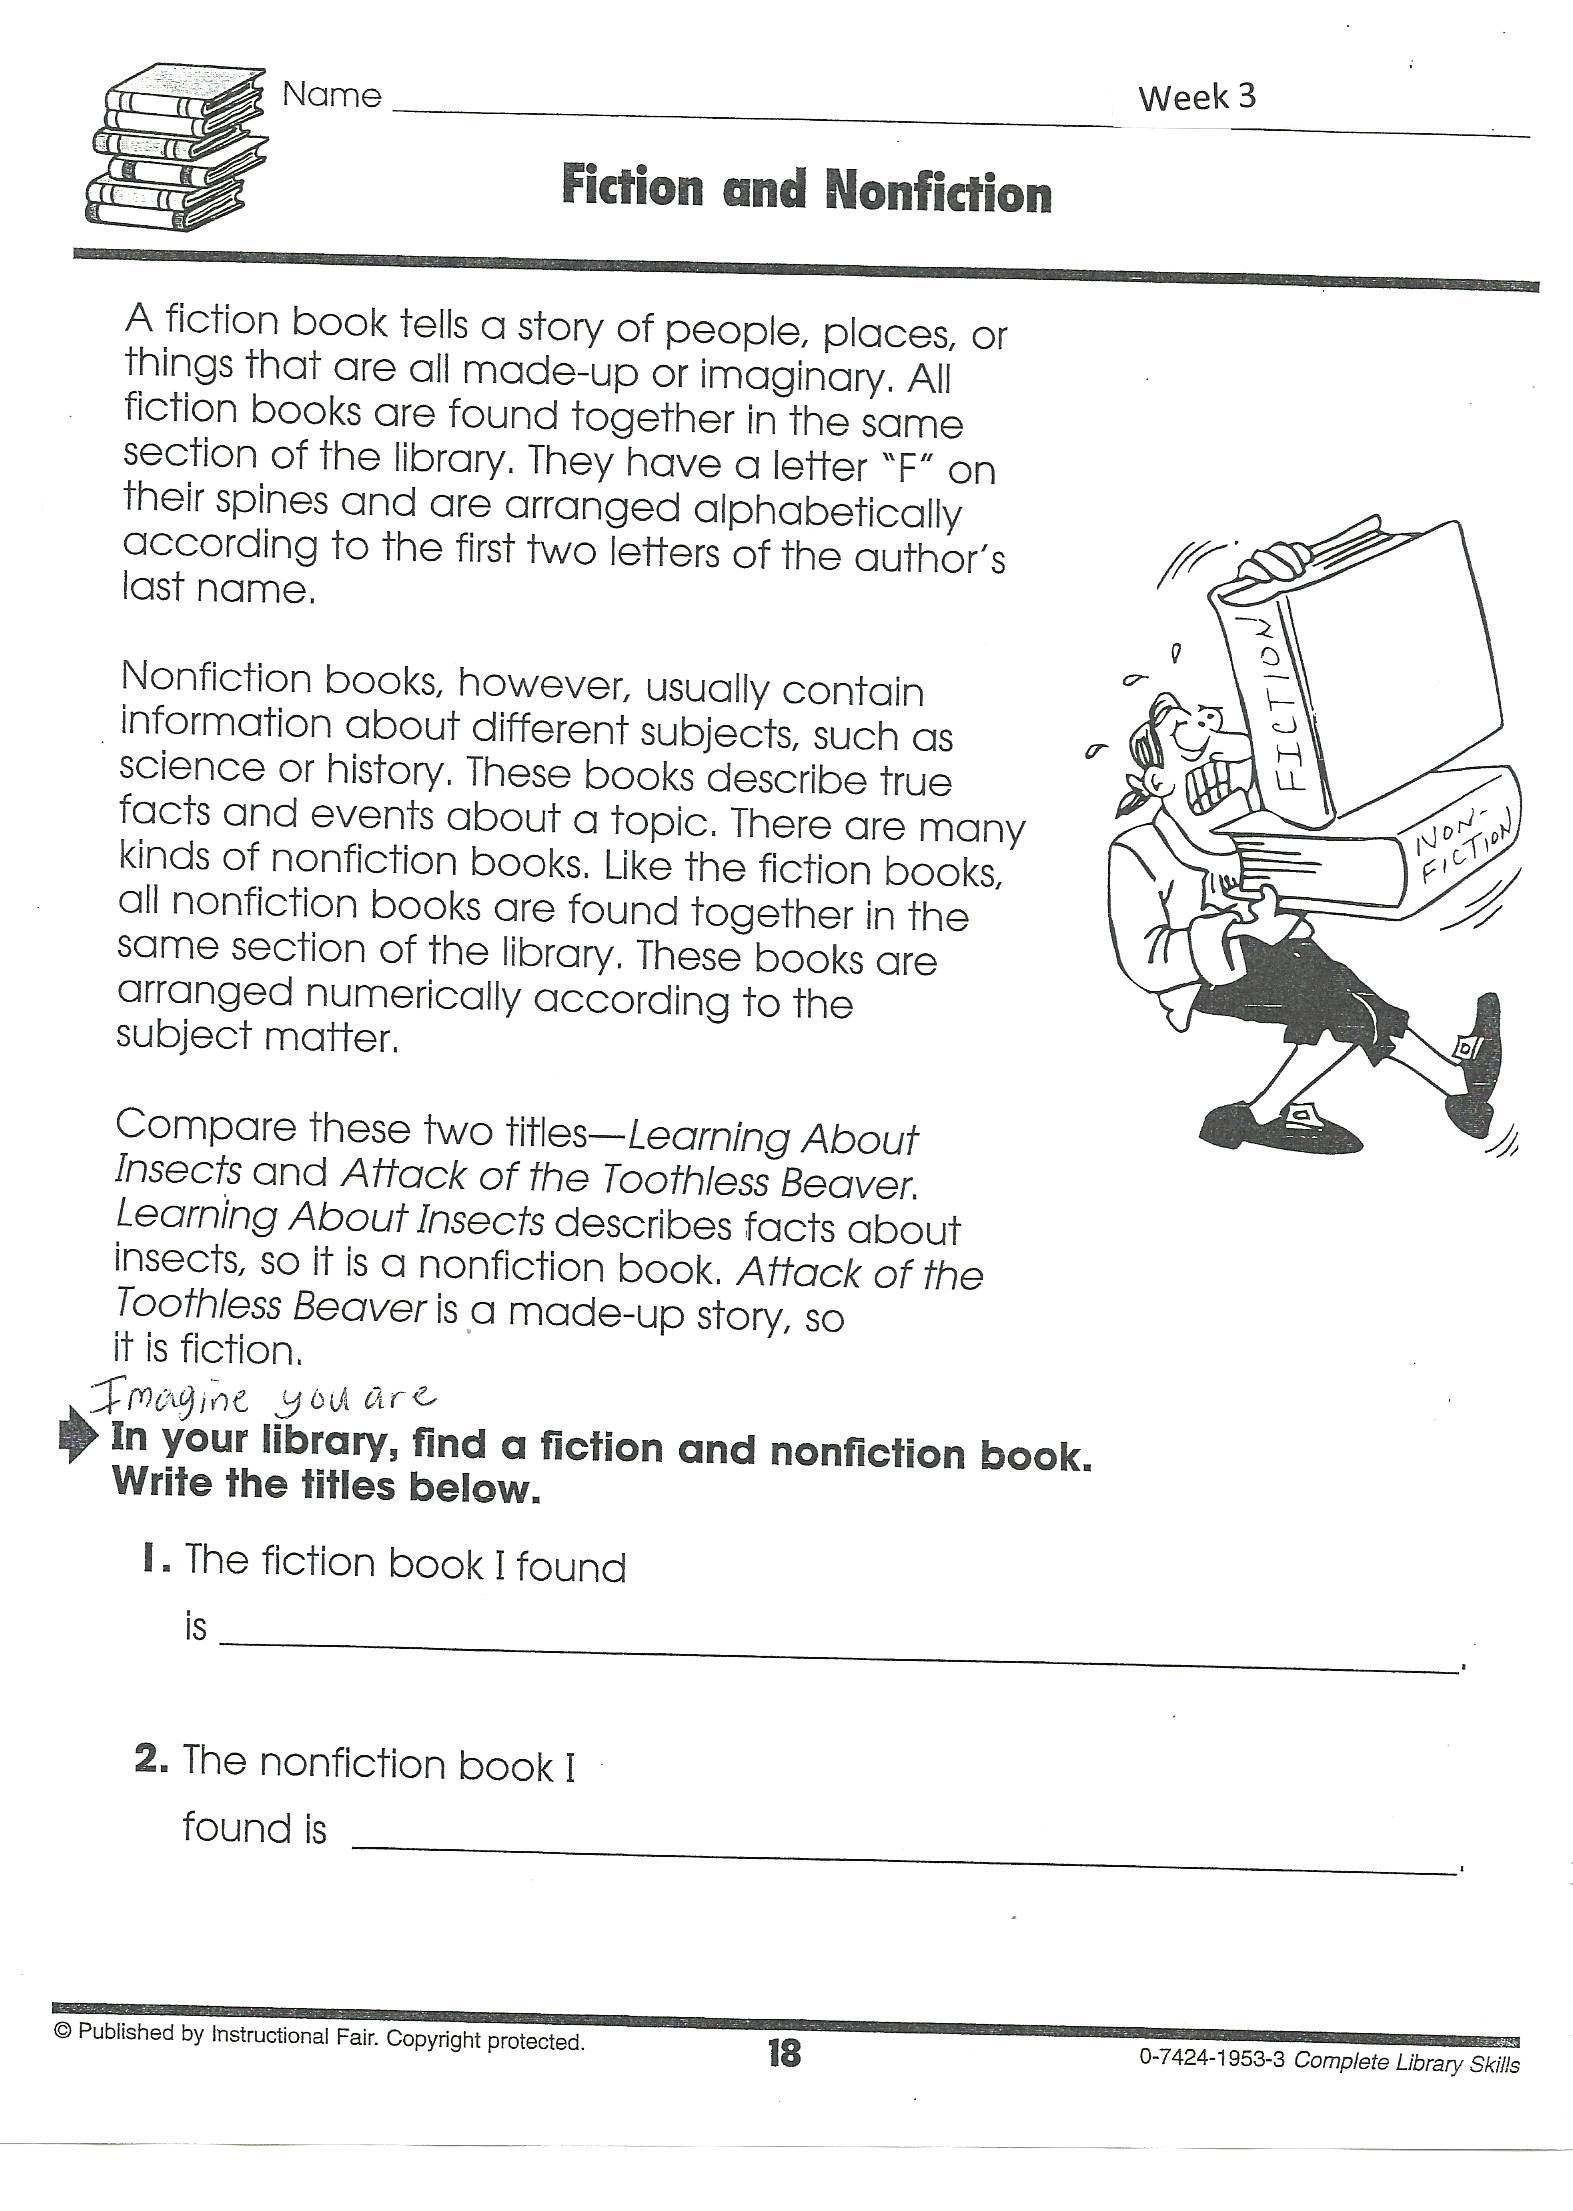 Name
Week 3
Fiction and Nonfiction
A fiction book tells a story of people, places, or
things that are all made-up or imaginary. All
fiction books are found together in the same
section of the library. They have a letter “F” on
their spines and are arranged alphabetically
according to the first two letters of the author’s
last name.
Nonfiction books, however, usually contain
information about different subjects, such as
science or history. These books describe true
facts and events about a topic. There are many
kinds of nonfiction books. Like the fiction books,
all nonfiction books are found together in the
same section of the library. These books are
arranged numerically according to the
subject matter.
FICTION
NON-
FICTION
Compare these two titles—Learning About
Insects and Attack of the Toothless Beaver.
Learning About Insects describes facts about
insects, so it is a nonfiction book. Attack of the
Toothless Beaver is a made-up story, so
it is fiction.
Imagine you are
In your library, find a fiction and nonfiction book.
Write the titles below.
1. The fiction book I found
is .
2. The nonfiction book I
found is .
© Published by Instructional Fair. Copyright protected.
18
0-7424-1953-3 Complete Library Skills